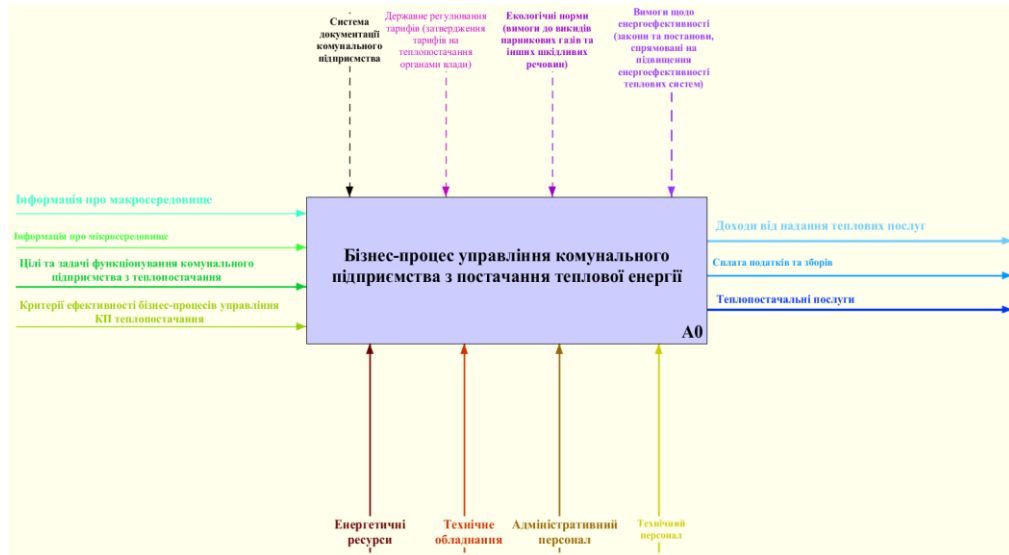 Система
документації
комунального
підприємства
Державне регулювання
тарифів (затвердження
тарифів на
теплопостачання
органами влади)
Екологічні норми
(вимоги до викидів
парникових газів та
інших шкідливих
речовин)
Вимоги щодо
енергоефективності
(закони та постанови,
спрямовані на
підвищення
енергоефективності
теплових систем)
Інформація про макросередовище
Інформація про мікросередовище
Цілі та задачі функціонування комунального
підприємства з теплопостачання
Критерії ефективності бізнес-процесів управління
КП теплопостачання
Бізнес-процес управління комунального
підприємства з постачання теплової енергії
A0
Доходи від надання теплових послуг
Сплата податків та зборів
Теплопостачальні послуги
Енергетичні
ресурси
Технічне
обладнання
Адміністративний
персонал
Технічний
персонал